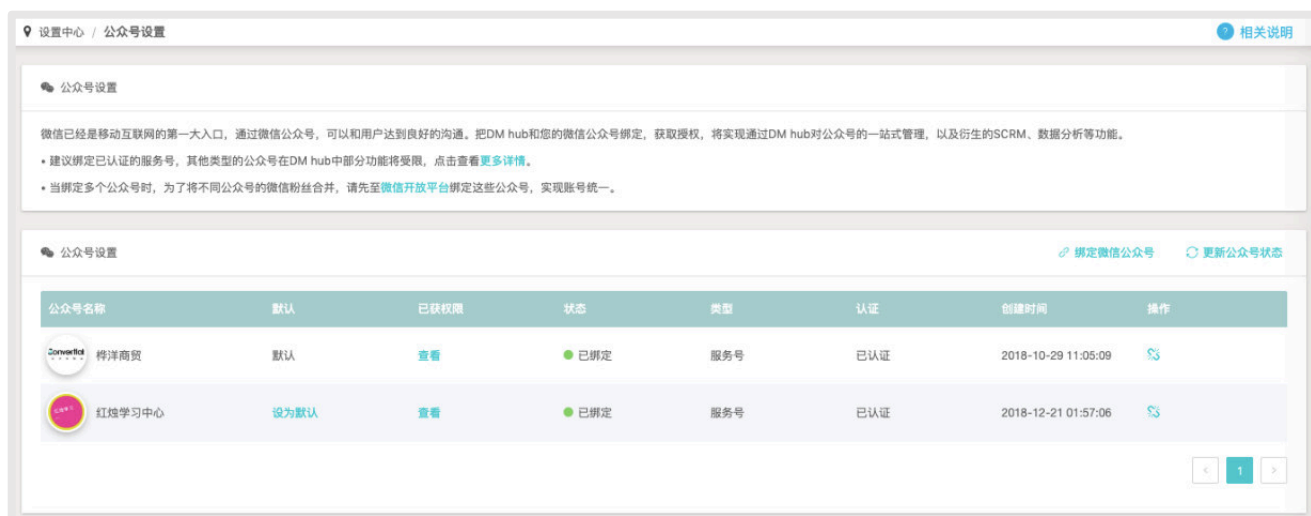 设置中心 / 公众号设置
? 相关说明
公众号设置
微信已经是移动互联网的第一大入口，通过微信公众号，可以和用户达到良好的沟通。把DM hub和您的微信公众号绑定，获取授权，将实现通过DM hub对公众号的一站式管理，以及衍生的SCRM、数据分析等功能。
• 建议绑定已认证的服务号，其他类型的公众号在DM hub中部分功能将受限，点击查看更多详情。
• 当绑定多个公众号时，为了将不同公众号的微信粉丝合并，请先至微信开放平台绑定这些公众号，实现账号统一。
公众号设置 绑定微信公众号 更新公众号状态
公众号名称 默认 已获权限 状态 类型 认证 创建时间 操作
桦洋商贸 默认 查看 已绑定 服务号 已认证 2018-10-29 11:05:09
红烛学习中心 设为默认 查看 已绑定 服务号 已认证 2018-12-21 01:57:06
< 1 >